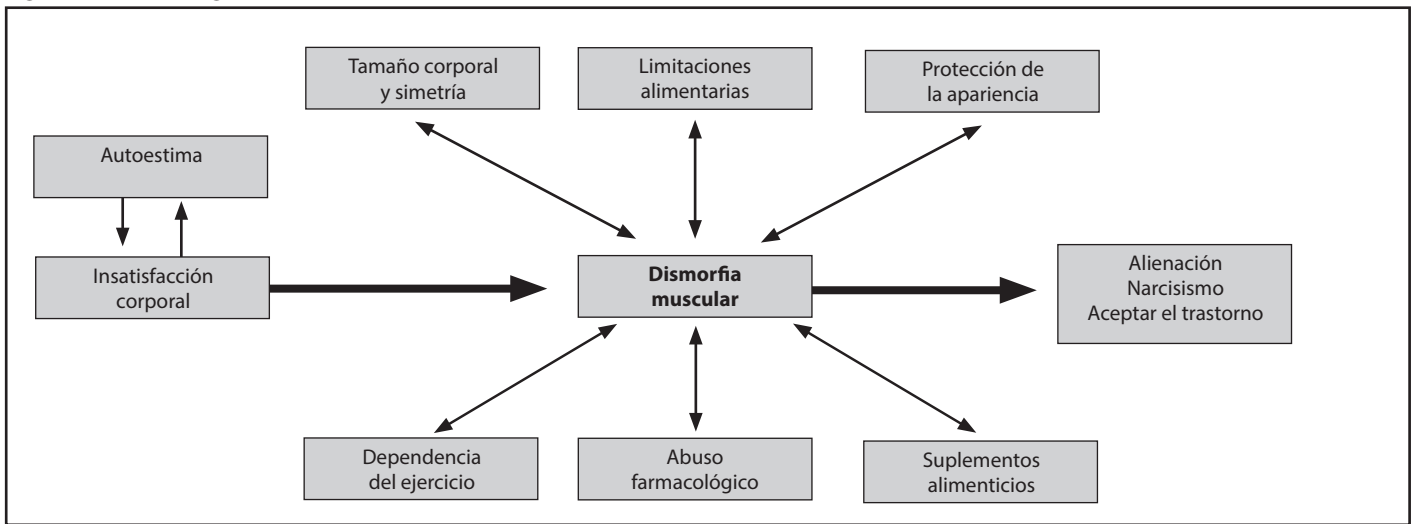 Tamaño corporal
y simetría
Limitaciones
alimentarias
Protección de
la apariencia
Autoestima
Insatisfacción
corporal
Dismorfia
muscular
Alienación
Narcisismo
Aceptar el trastorno
Dependencia
del ejercicio
Abuso
farmacológico
Suplementos
alimenticios